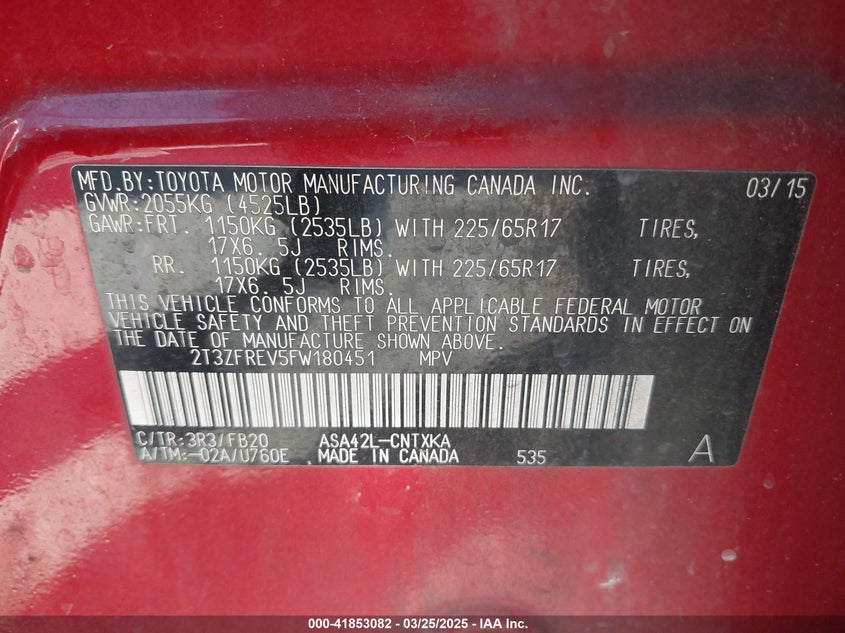 MFD.BY:TOYOTA MOTOR MANUFACTURING CANADA INC. 03/15
GVWR:2055KG (4525LB)
GAWR:FRT. 1150KG (2535LB) WITH 225/65R17 TIRES,
17X6. 5J RIMS.
RR. 1150KG (2535LB) WITH 225/65R17 TIRES,
17X6. 5J RIMS.
THIS VEHICLE CONFORMS TO ALL APPLICABLE FEDERAL MOTOR
VEHICLE SAFETY AND THEFT PREVENTION STANDARDS IN EFFECT ON
THE DATE OF MANUFACTURE SHOWN ABOVE.
2T3ZFREV5FW180451 MPV
C/TR:3R3/FB20 ASA42L-CNTXKA
A/TM:-02A/U760E MADE IN CANADA 535 A
000-41853082 - 03/25/2025 - IAA Inc.